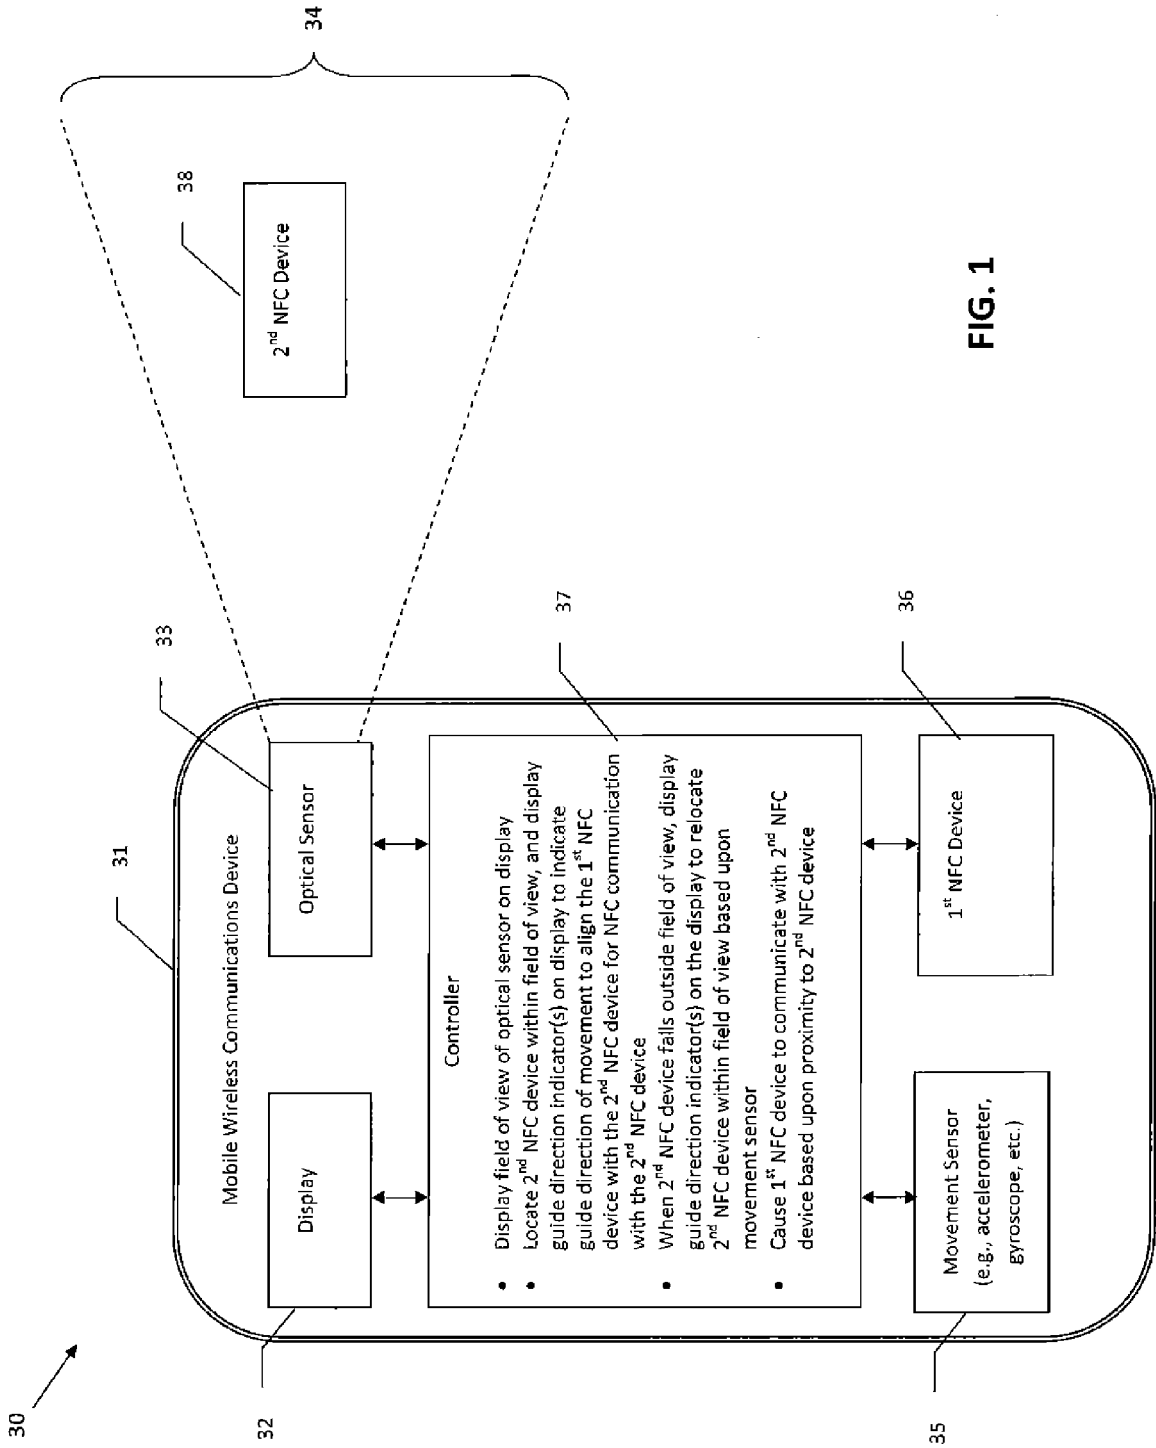 30
31
Mobile Wireless Communications Device
32
Display
33
Optical Sensor
34
38
2nd NFC Device
Controller
37
• Display field of view of optical sensor on display
• Locate 2nd NFC device within field of view, and display
guide direction indicator(s) on display to indicate
guide direction of movement to align the 1st NFC
device with the 2nd NFC device for NFC communication
with the 2nd NFC device
• When 2nd NFC device falls outside field of view, display
guide direction indicator(s) on the display to relocate
2nd NFC device within field of view based upon
movement sensor
• Cause 1st NFC device to communicate with 2nd NFC
device based upon proximity to 2nd NFC device
35
Movement Sensor
(e.g., accelerometer,
gyroscope, etc.)
36
1st NFC Device
FIG. 1